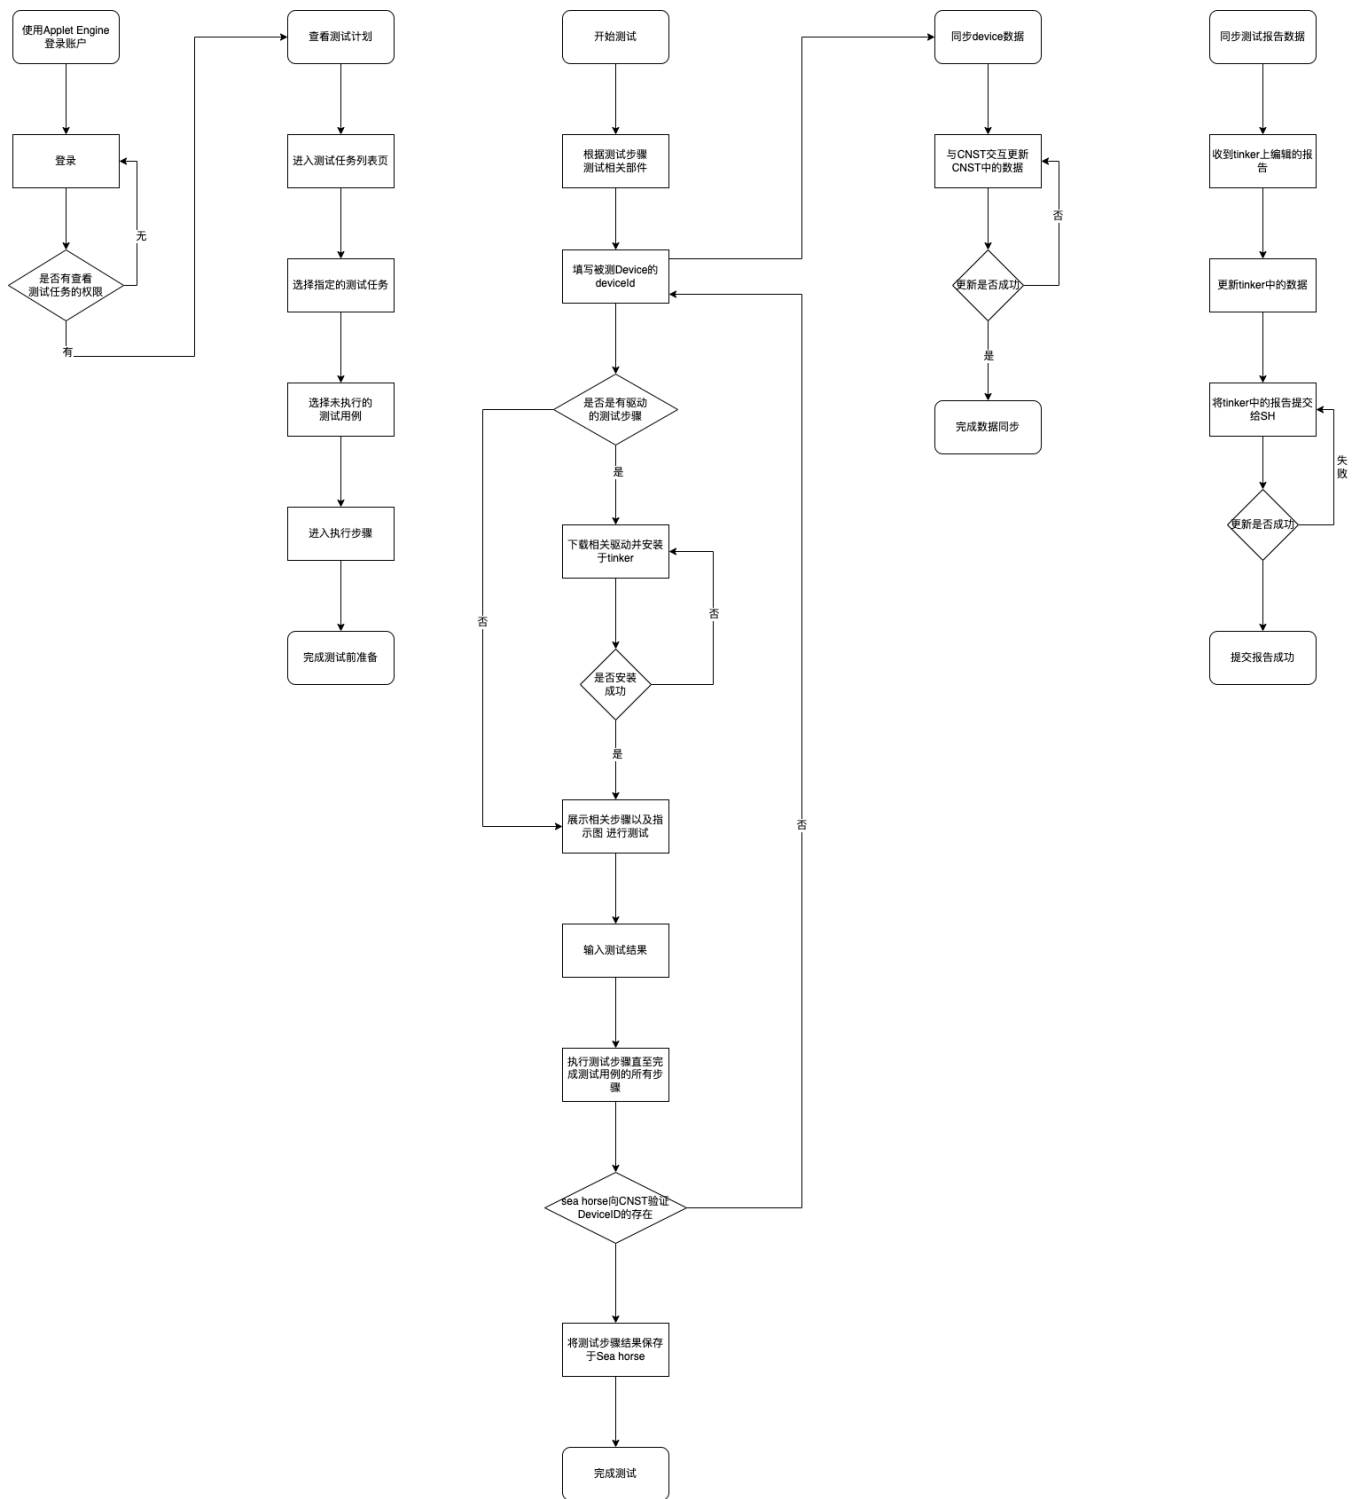 使用Applet Engine
登录账户
登录
无
是否有查看
测试任务的权限
有
查看测试计划
进入测试任务列表页
选择指定的测试任务
选择未执行的
测试用例
进入执行步骤
完成测试前准备
开始测试
根据测试步骤
测试相关部件
填写被测Device的
deviceId
是否是有驱动
的测试步骤
是
下载相关驱动并安装
于tinker
否
否
是否安装
成功
是
展示相关步骤以及指
示图 进行测试
否
输入测试结果
执行测试步骤直至完
成测试用例的所有步
骤
sea horse向CNST验证
DeviceID的存在
将测试步骤结果保存
于Sea horse
完成测试
同步device数据
与CNST交互更新
CNST中的数据
否
更新是否成功
是
完成数据同步
同步测试报告数据
收到tinker上编辑的报
告
更新tinker中的数据
将tinker中的报告提交
给SH
失
败
更新是否成功
提交报告成功